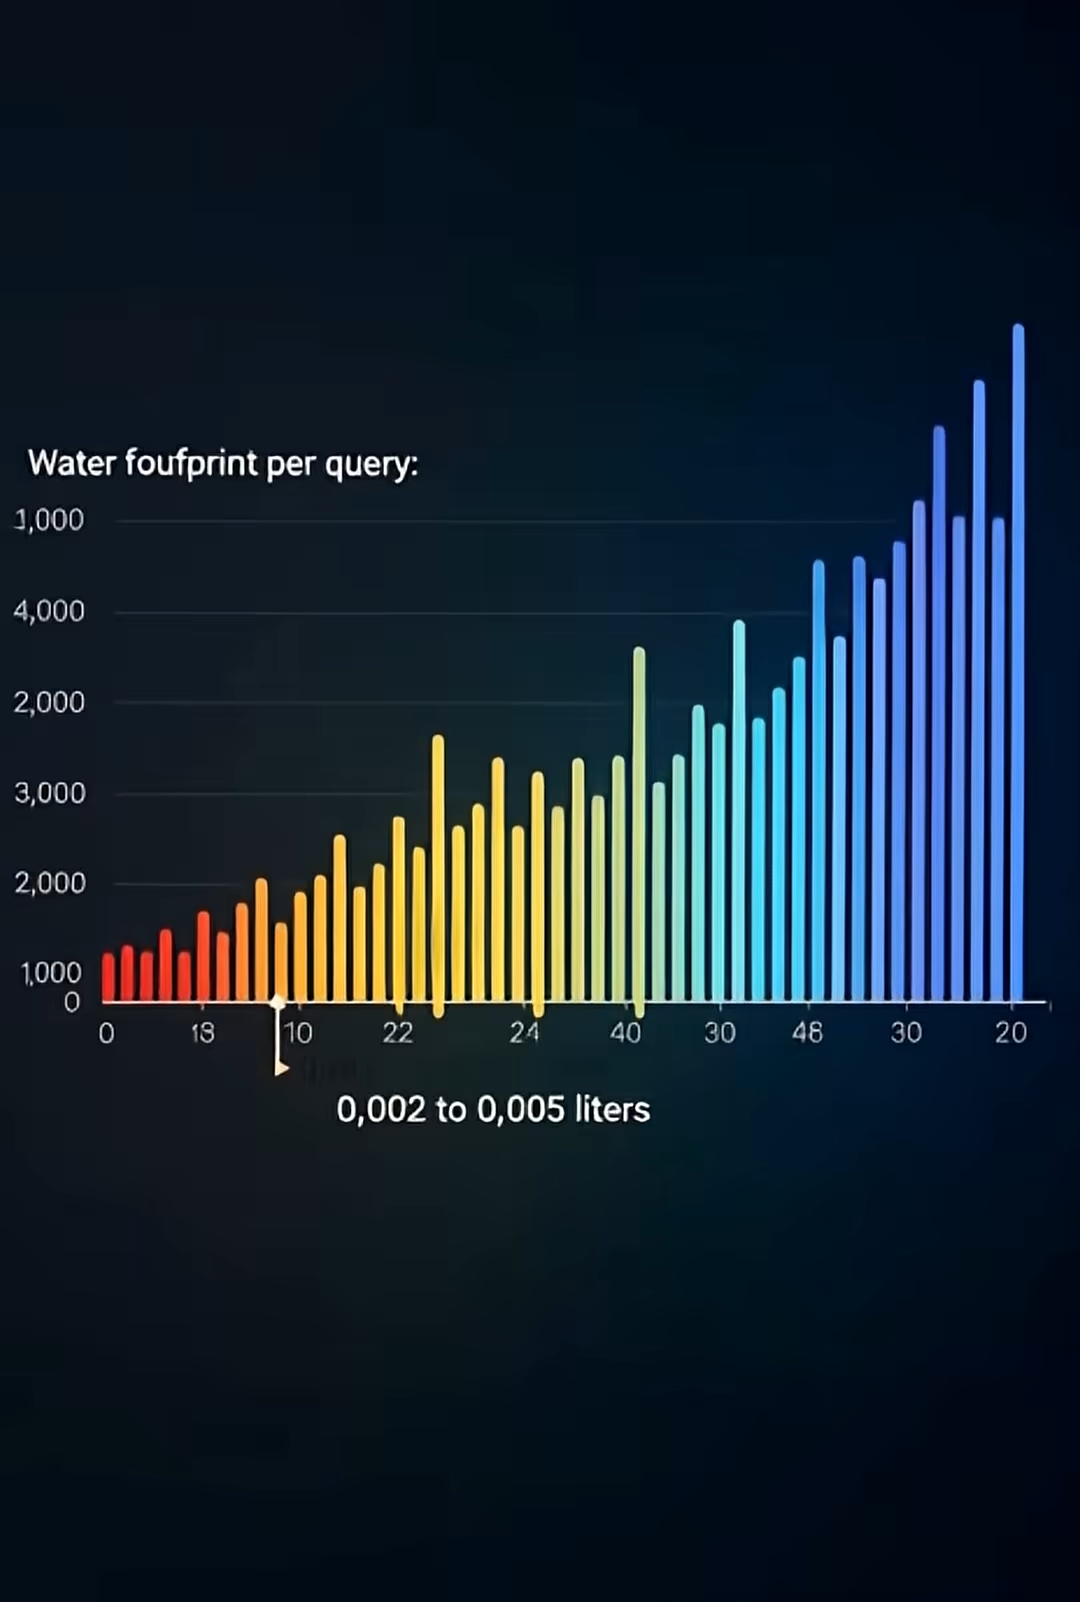 Water foufprint per query:
1,000
4,000
2,000
3,000
2,000
1,000
0
0 13 10 22 24 40 30 48 30 20
0,002 to 0,005 liters